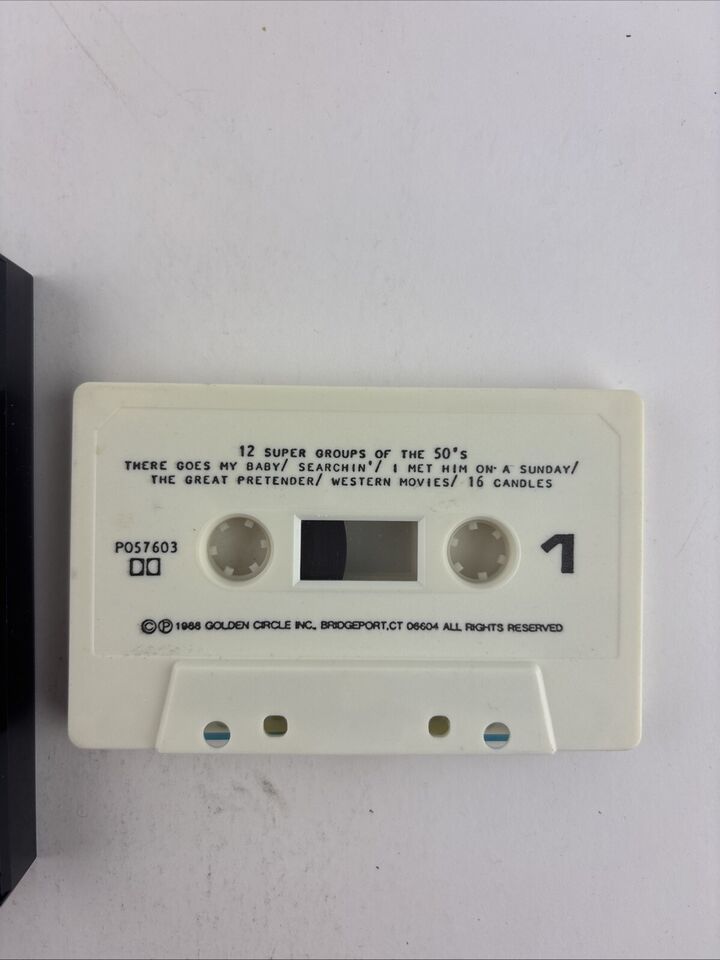 12 SUPER GROUPS OF THE 50'S
THERE GOES MY BABY/ SEARCHIN'/ I MET HIM ON A SUNDAY/
THE GREAT PRETENDER/ WESTERN MOVIES/ 16 CANDLES
PO57603
1
©℗ 1988 GOLDEN CIRCLE INC., BRIDGEPORT, CT 06604 ALL RIGHTS RESERVED